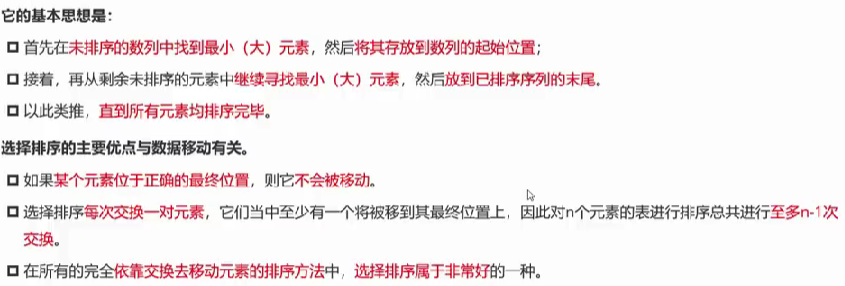 它的基本思想是：
首先在未排序的数列中找到最小（大）元素，然后将其存放到数列的起始位置；
接着，再从剩余未排序的元素中继续寻找最小（大）元素，然后放到已排序序列的末尾。
以此类推，直到所有元素均排序完毕。
选择排序的主要优点与数据移动有关。
如果某个元素位于正确的最终位置，则它不会被移动。
选择排序每次交换一对元素，它们当中至少有一个将被移到其最终位置上，因此对n个元素的表进行排序总共进行至多n-1次
交换。
在所有的完全依靠交换去移动元素的排序方法中，选择排序属于非常好的一种。